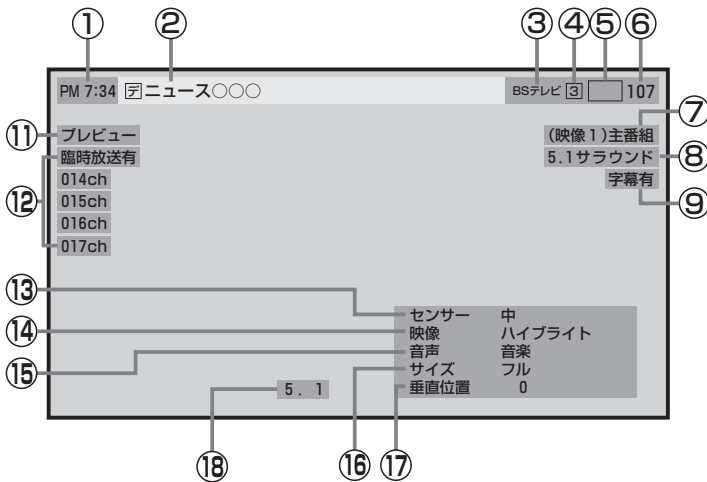 ① ② ③ ④ ⑤ ⑥
PM 7:34 デ ニュース○○○ BSテレビ 3 107
⑦
⑪ プレビュー (映像1)主番組
臨時放送有 5.1サラウンド ⑧
014ch 字幕有
⑫ 015ch ⑨
016ch
017ch
⑬ センサー 中
⑭ 映像 ハイブライト
音声 音楽
⑮ サイズ フル
5. 1 垂直位置 0
⑱ ⑯ ⑰